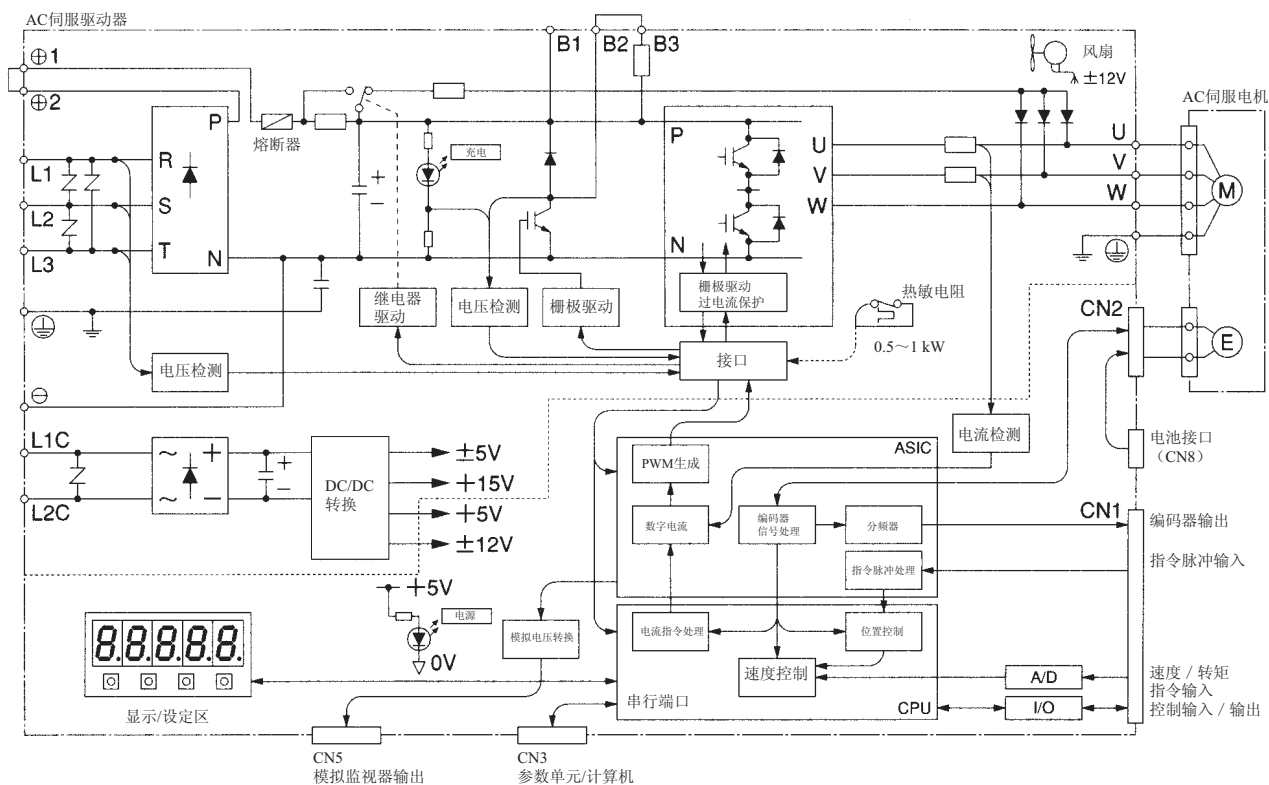 AC伺服驱动器
⊕1
⊕2
B1 B2 B3
风扇
±12V
AC伺服电机
熔断器
充电
P
R
S
T
N
L1
L2
L3
+
−
P
N
U
V
W
U
V
W
M
栅极驱动
过电流保护
热敏电阻
0.5～1 kW
继电器
驱动
电压检测
栅极驱动
接口
电压检测
CN2
E
⊖
L1C
L2C
~ +
~ −
+
−
DC/DC
转换
±5V
+15V
+5V
±12V
电流检测
电池接口
（CN8）
ASIC
PWM生成
数字电流
编码器
信号处理
分频器
指令脉冲处理
CN1
编码器输出
指令脉冲输入
+5V
电源
0V
模拟电压转换
电流指令处理
位置控制
速度控制
串行端口
CPU
A/D
I/O
速度 / 转矩
指令输入
控制输入 / 输出
88888.
显示/设定区
CN5
模拟监视器输出
CN3
参数单元/计算机